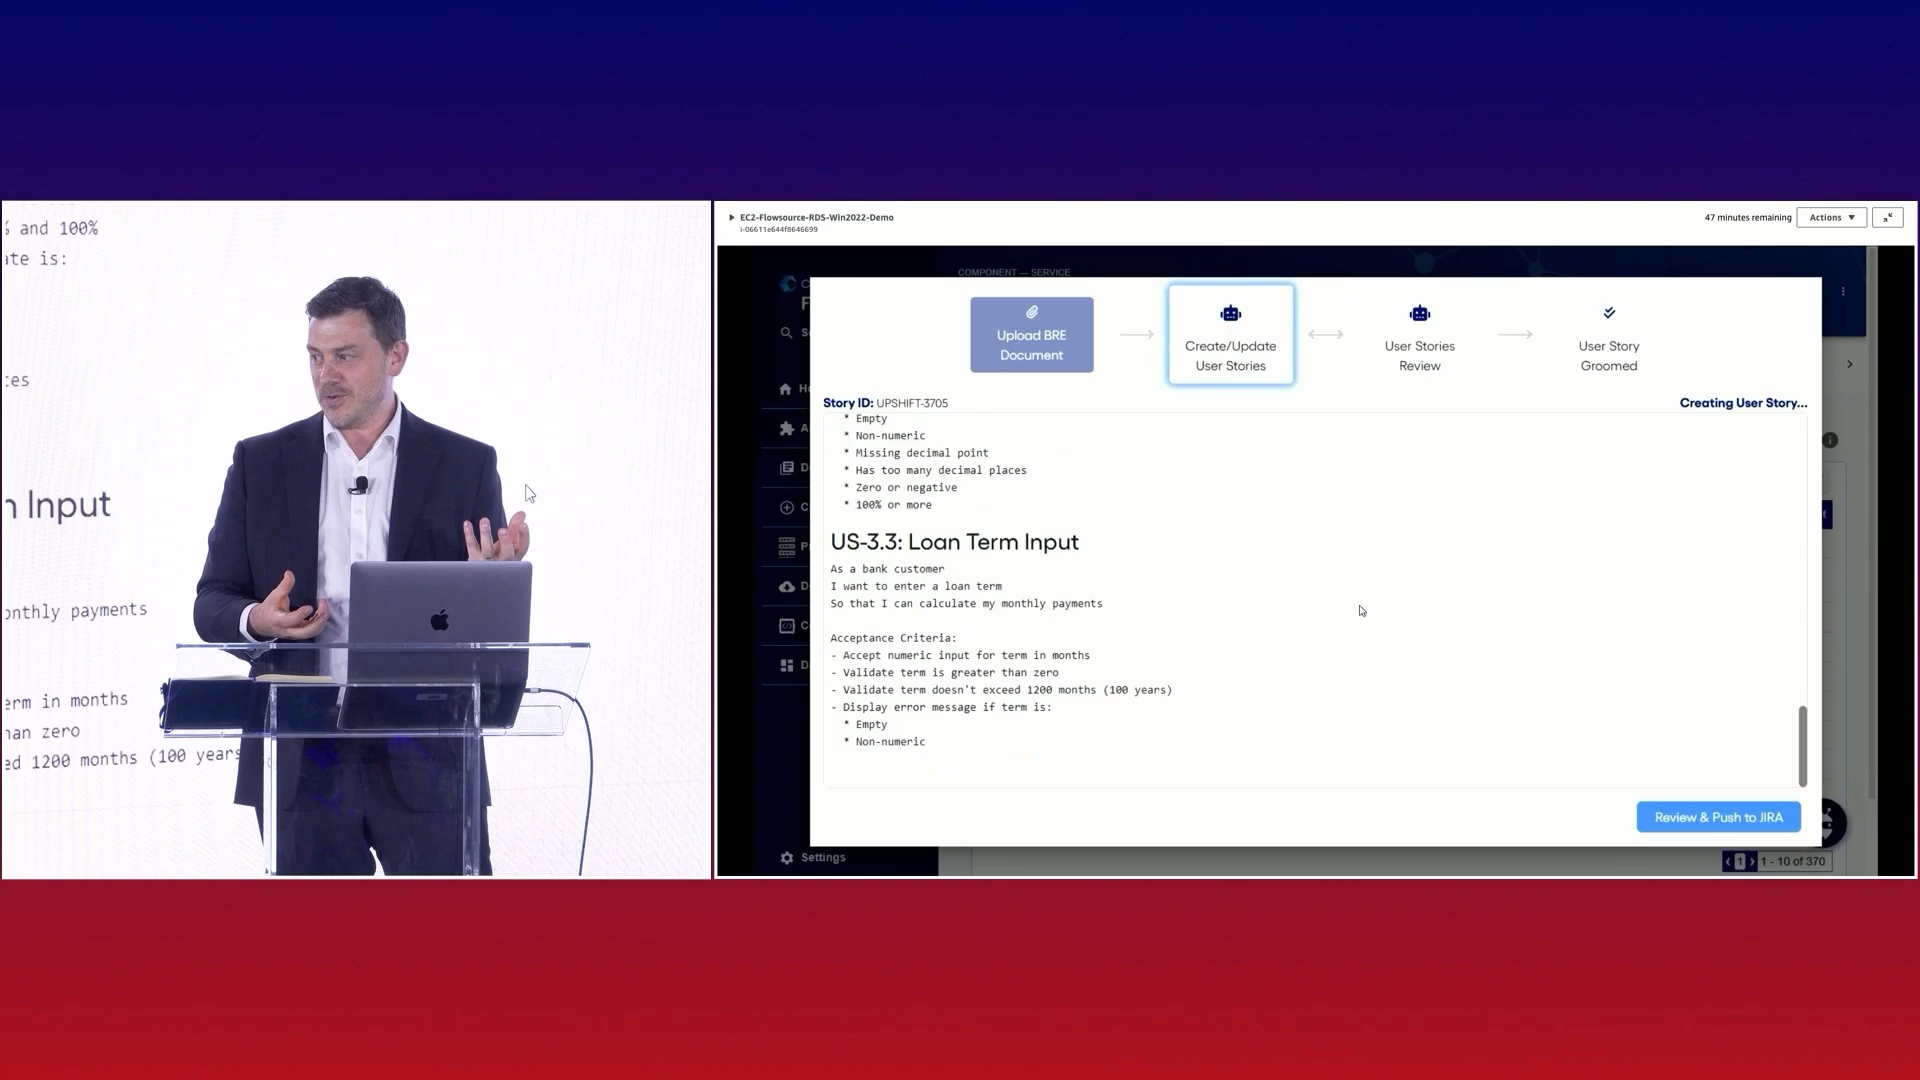 % and 100%
ate is:
tes
n Input
onthly payments
erm in months
han zero
ed 1200 months (100 years
EC2-Flowsource-RDS-Win2022-Demo
i-06611e644f8646699
47 minutes remaining
Actions
COMPONENT — SERVICE
Upload BRE
Document
Create/Update
User Stories
User Stories
Review
User Story
Groomed
Story ID: UPSHIFT-3705
Creating User Story...
* Empty
* Non-numeric
* Missing decimal point
* Has too many decimal places
* Zero or negative
* 100% or more
US-3.3: Loan Term Input
As a bank customer
I want to enter a loan term
So that I can calculate my monthly payments
Acceptance Criteria:
- Accept numeric input for term in months
- Validate term is greater than zero
- Validate term doesn't exceed 1200 months (100 years)
- Display error message if term is:
* Empty
* Non-numeric
Review & Push to JIRA
Settings
1
1 - 10 of 370